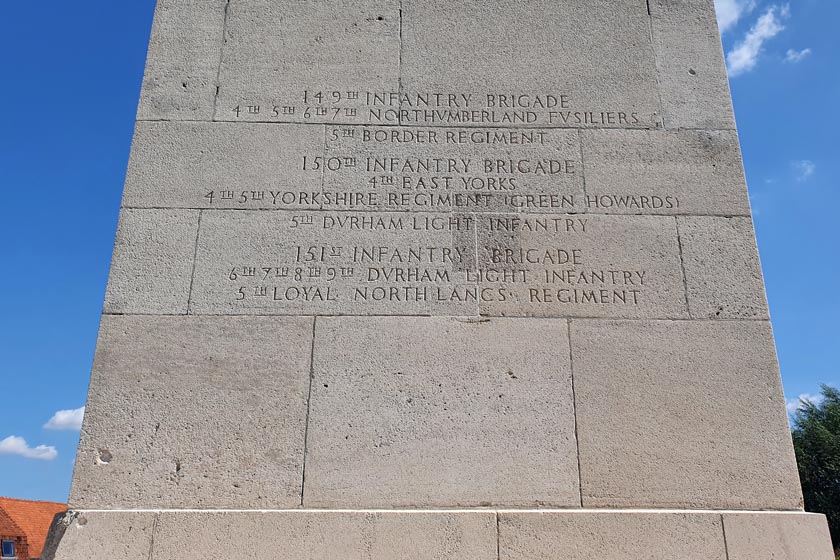 149TH INFANTRY BRIGADE
4TH 5TH 6TH 7TH NORTHVMBERLAND FVSILIERS
5TH BORDER REGIMENT
150TH INFANTRY BRIGADE
4TH EAST YORKS
4TH 5TH YORKSHIRE REGIMENT (GREEN HOWARDS)
5TH DVRHAM LIGHT INFANTRY
151ST INFANTRY BRIGADE
6TH 7TH 8TH 9TH DVRHAM LIGHT INFANTRY
5TH LOYAL NORTH LANCS. REGIMENT